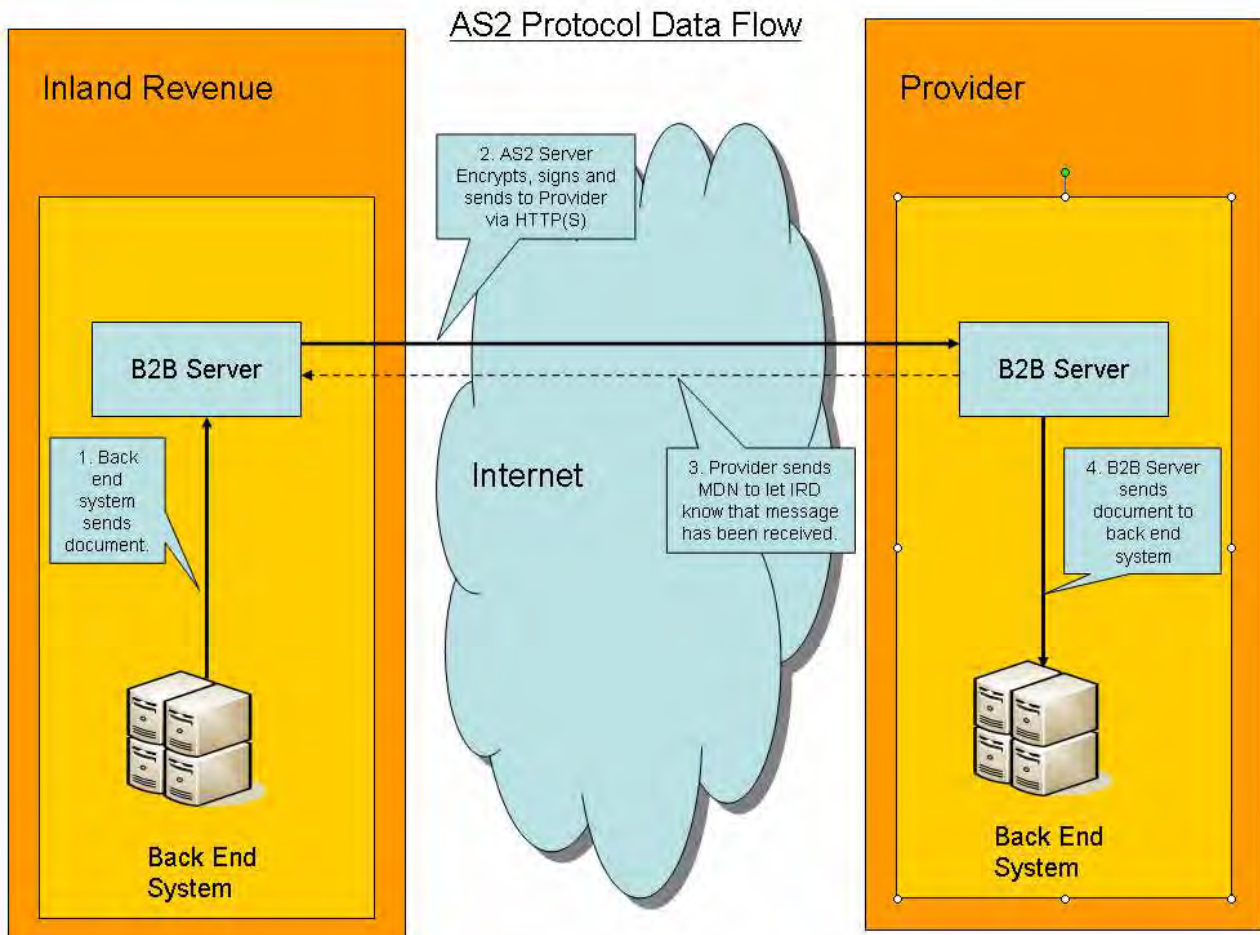 AS2 Protocol Data Flow
Inland Revenue
Provider
2. AS2 Server
Encrypts, signs and
sends to Provider
via HTTP(S)
B2B Server
B2B Server
1. Back
end
system
sends
document.
Internet
3. Provider sends
MDN to let IRD
know that message
has been received.
4. B2B Server
sends
document to
back end
system
Back End
System
Back End
System